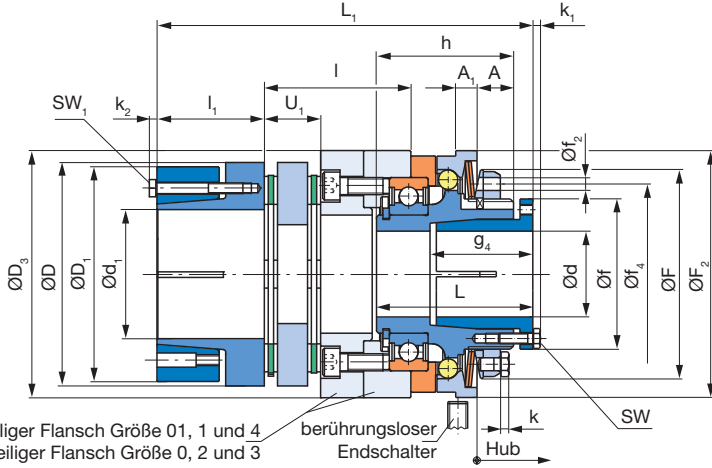 L₁
k₁
h
l
A₁
A
k₂
l₁
U₁
SW₁
Øf₂
ØD₃
ØD
ØD₁
Ød₁
g₄
L
Ød
Øf
Øf₄
ØF
ØF₂
k
SW
liger Flansch Größe 01, 1 und 4
eiliger Flansch Größe 0, 2 und 3
berührungsloser
Endschalter
Hub